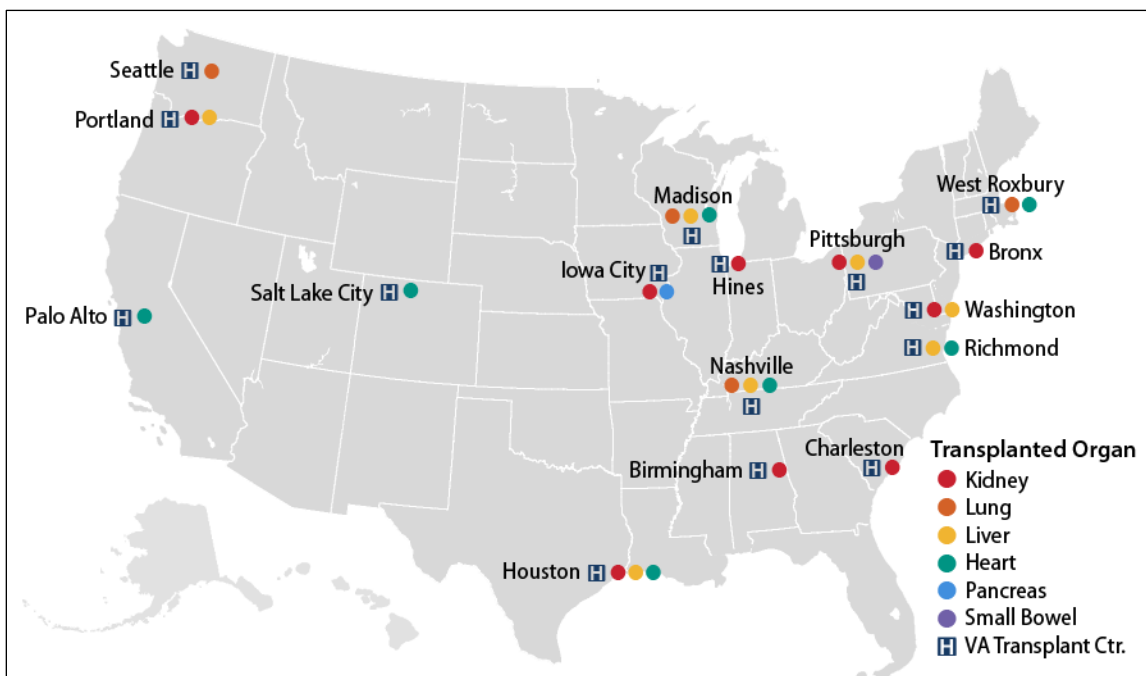 Seattle H
Portland H
Madison
H
West Roxbury
H
Pittsburgh
H
H Bronx
Iowa City H
H
Hines
Salt Lake City H
Palo Alto H
H Washington
H Richmond
Nashville
H
Charleston
H
Birmingham H
Houston H
Transplanted Organ
Kidney
Lung
Liver
Heart
Pancreas
Small Bowel
H VA Transplant Ctr.